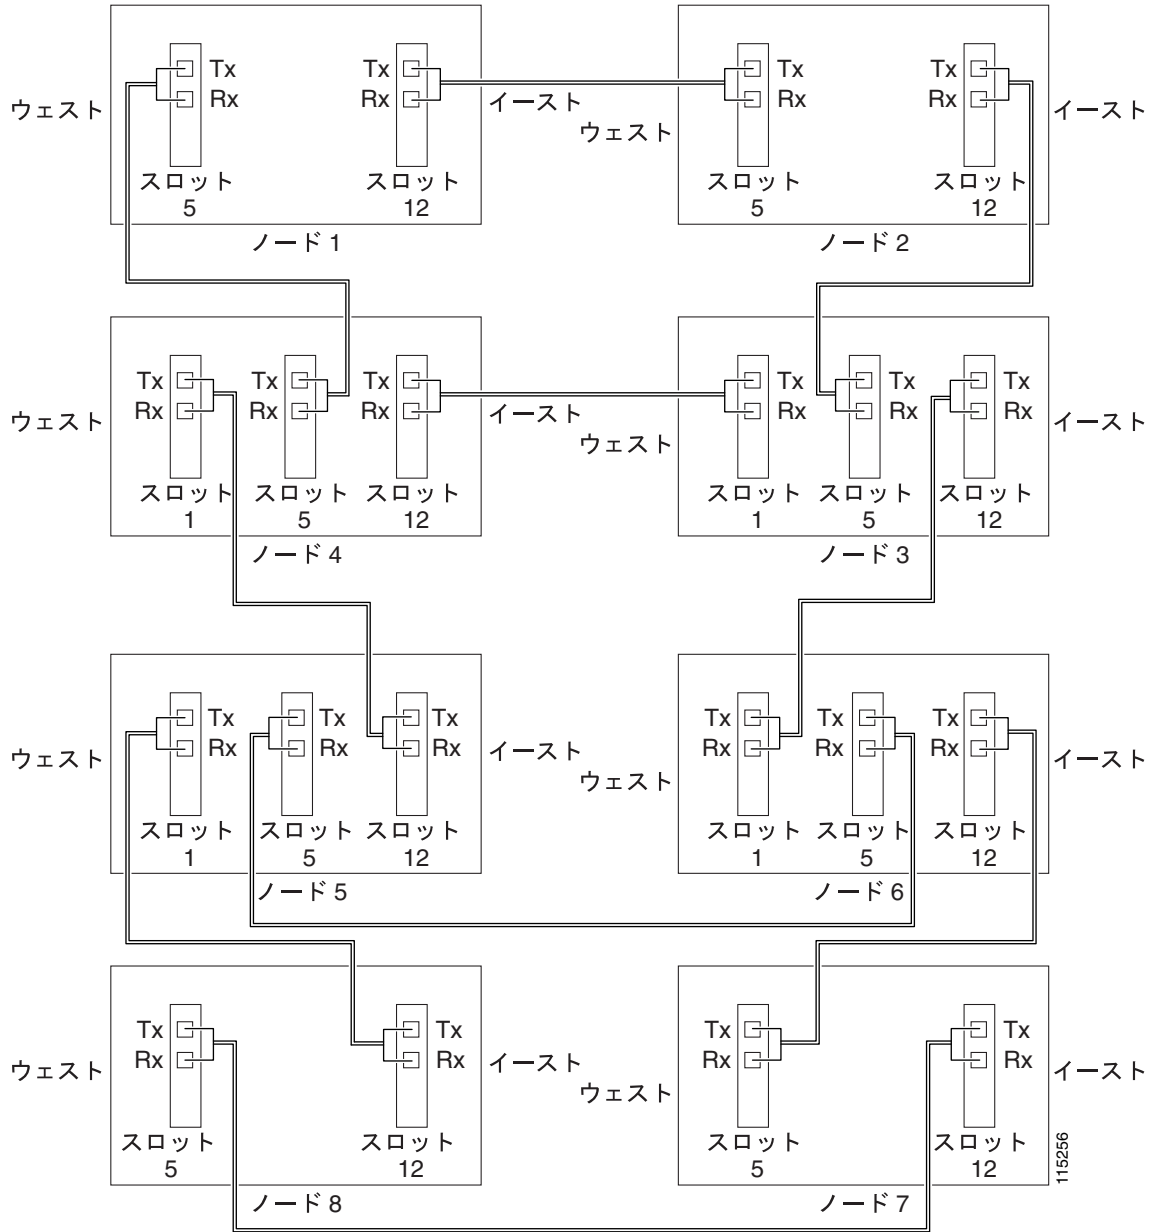 Tx
Rx
Tx
Rx
Tx
Rx
Tx
Rx
ウェスト
イースト
ウェスト
イースト
スロット
5
スロット
12
スロット
5
スロット
12
ノード 1
ノード 2
Tx
Rx
Tx
Rx
Tx
Rx
Tx
Rx
Tx
Rx
Tx
Rx
ウェスト
イースト
ウェスト
イースト
スロット
1
スロット
5
スロット
12
スロット
1
スロット
5
スロット
12
ノード 4
ノード 3
Tx
Rx
Tx
Rx
Tx
Rx
Tx
Rx
Tx
Rx
Tx
Rx
ウェスト
イースト
ウェスト
イースト
スロット
1
スロット
5
スロット
12
スロット
1
スロット
5
スロット
12
ノード 5
ノード 6
Tx
Rx
Tx
Rx
Tx
Rx
Tx
Rx
ウェスト
イースト
ウェスト
イースト
スロット
5
スロット
12
スロット
5
スロット
12
ノード 8
ノード 7
115256